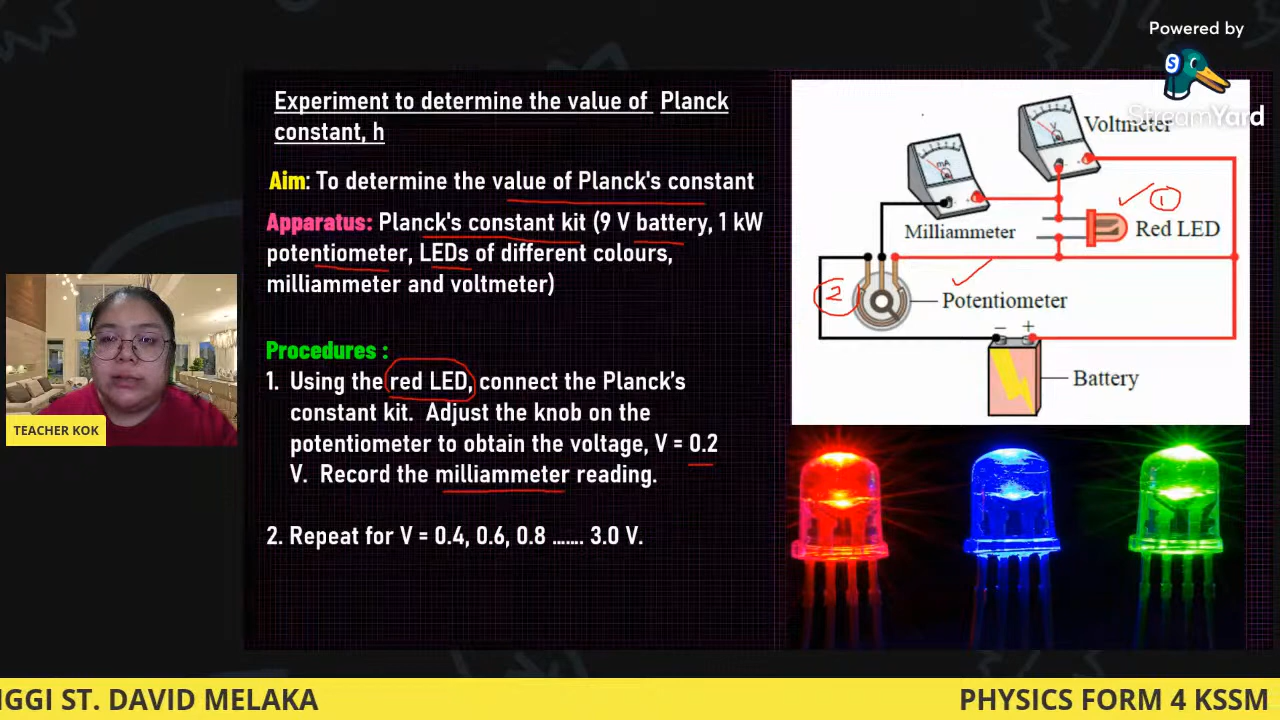 Powered by
StreamYard
Experiment to determine the value of Planck
constant, h
Aim: To determine the value of Planck's constant
Apparatus: Planck's constant kit (9 V battery, 1 kW
potentiometer, LEDs of different colours,
milliammeter and voltmeter)
Procedures :
1. Using the red LED, connect the Planck's
constant kit. Adjust the knob on the
potentiometer to obtain the voltage, V = 0.2
V. Record the milliammeter reading.
2. Repeat for V = 0.4, 0.6, 0.8 ....... 3.0 V.
Voltmeter
V
mA
Milliammeter
1
Red LED
2
Potentiometer
- +
Battery
TEACHER KOK
IGGI ST. DAVID MELAKA
PHYSICS FORM 4 KSSM